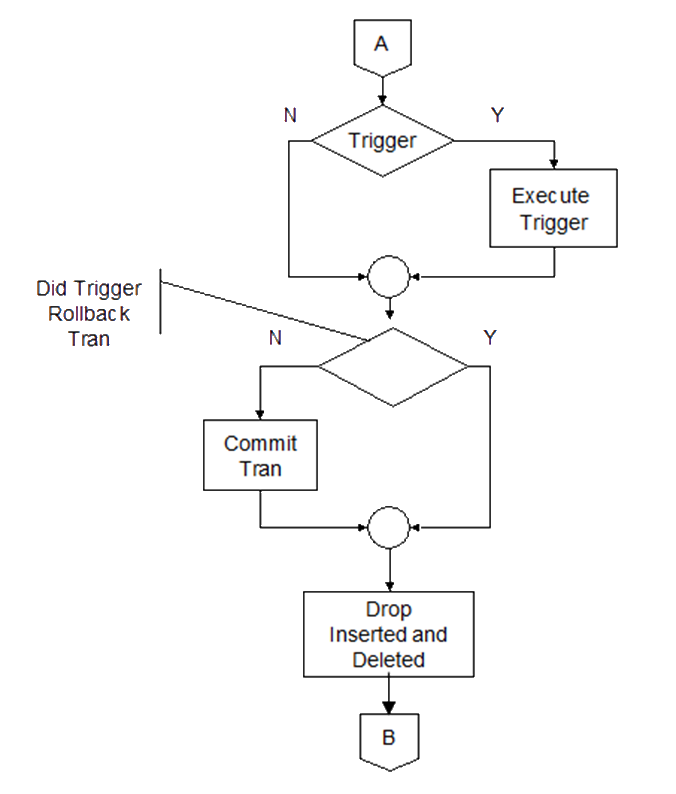 A
N
Y
Trigger
Execute
Trigger
Did Trigger
Rollback
Tran
N
Y
Commit
Tran
Drop
Inserted and
Deleted
B